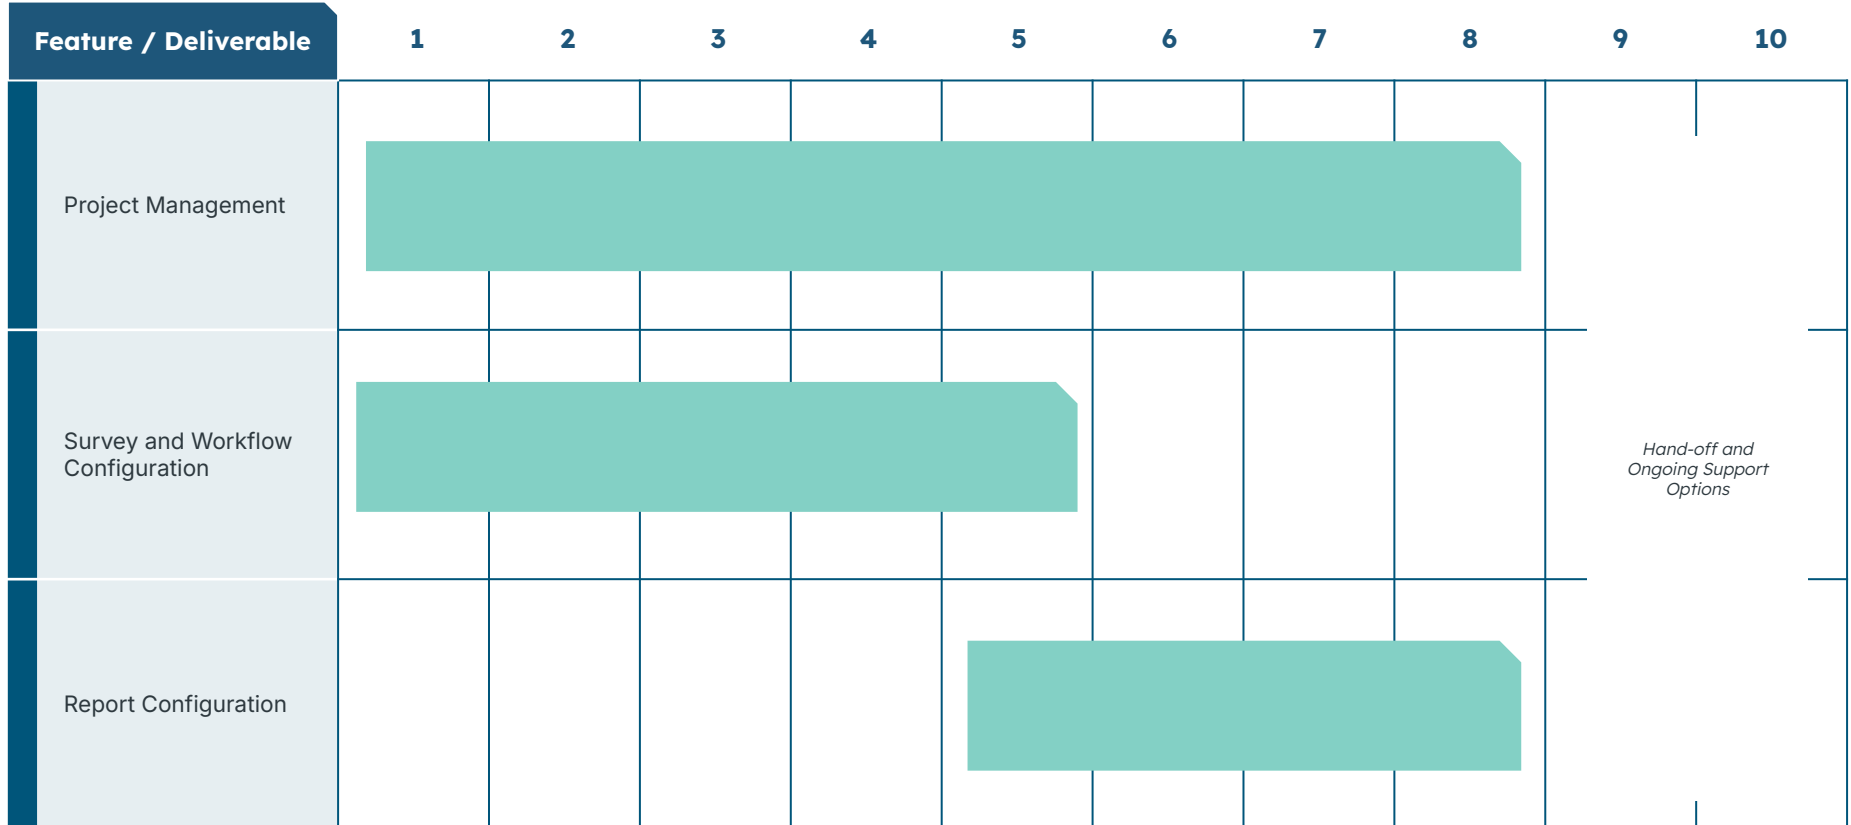 Feature / Deliverable 1 2 3 4 5 6 7 8 9 10
Project Management
Survey and Workflow
Configuration
Hand-off and
Ongoing Support
Options
Report Configuration